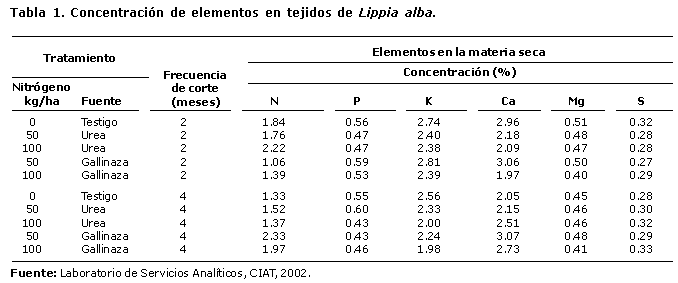 Tabla 1. Concentración de elementos en tejidos de Lippia alba.
Tratamiento Frecuencia de corte (meses) Elementos en la materia seca
Concentración (%)
Nitrógeno kg/ha Fuente N P K Ca Mg S
0 Testigo 2 1.84 0.56 2.74 2.96 0.51 0.32
50 Urea 2 1.76 0.47 2.40 2.18 0.48 0.28
100 Urea 2 2.22 0.47 2.38 2.09 0.47 0.28
50 Gallinaza 2 1.06 0.59 2.81 3.06 0.50 0.27
100 Gallinaza 2 1.39 0.53 2.39 1.97 0.40 0.29
0 Testigo 4 1.33 0.55 2.56 2.05 0.45 0.28
50 Urea 4 1.52 0.60 2.33 2.15 0.46 0.30
100 Urea 4 1.37 0.43 2.00 2.51 0.46 0.32
50 Gallinaza 4 2.33 0.43 2.24 3.07 0.48 0.29
100 Gallinaza 4 1.97 0.46 1.98 2.73 0.41 0.33
Fuente: Laboratorio de Servicios Analíticos, CIAT, 2002.